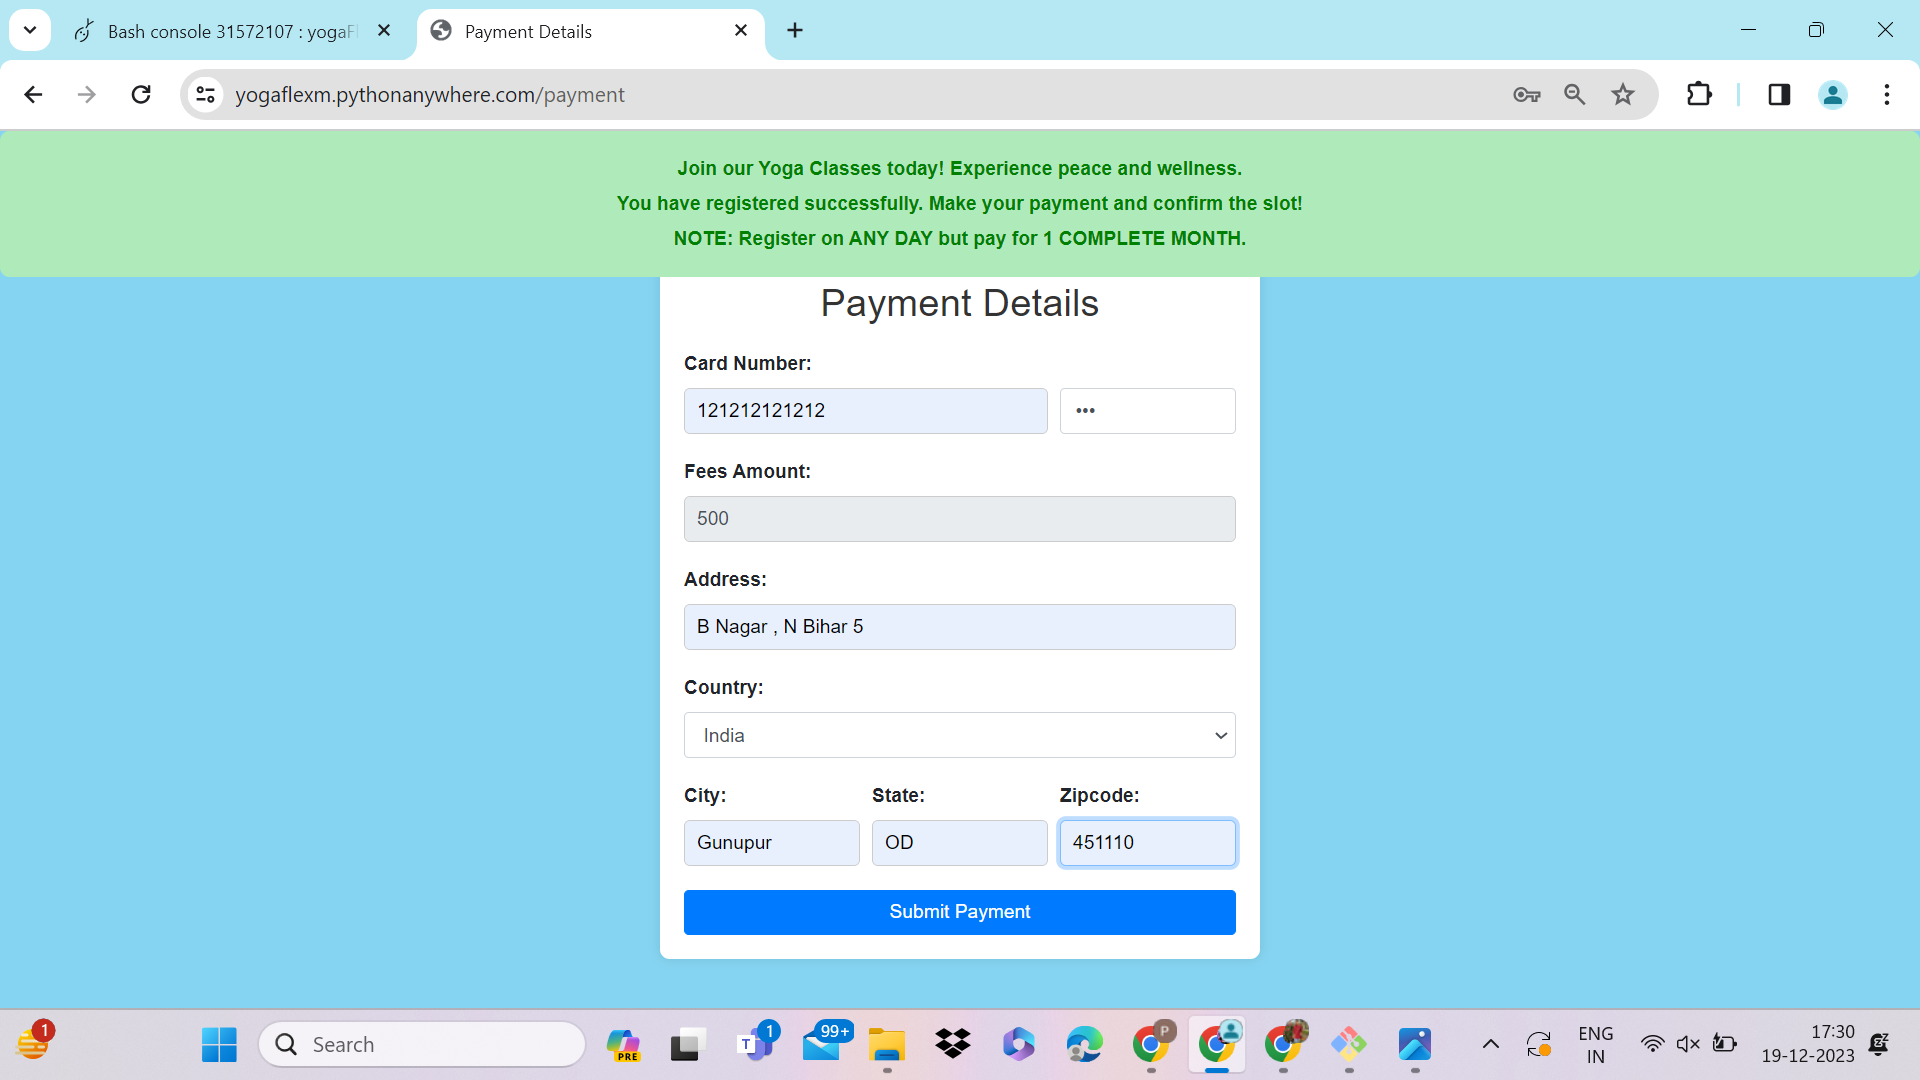 Bash console 31572107 : yogaFl
Payment Details
yogaflexm.pythonanywhere.com/payment
Join our Yoga Classes today! Experience peace and wellness.
You have registered successfully. Make your payment and confirm the slot!
NOTE: Register on ANY DAY but pay for 1 COMPLETE MONTH.
Payment Details
Card Number:
121212121212 •••
Fees Amount:
500
Address:
B Nagar , N Bihar 5
Country:
India
City: State: Zipcode:
Gunupur OD 451110
Submit Payment
1
Search
PRE
T 1
99+
P
ENG
IN
17:30
19-12-2023